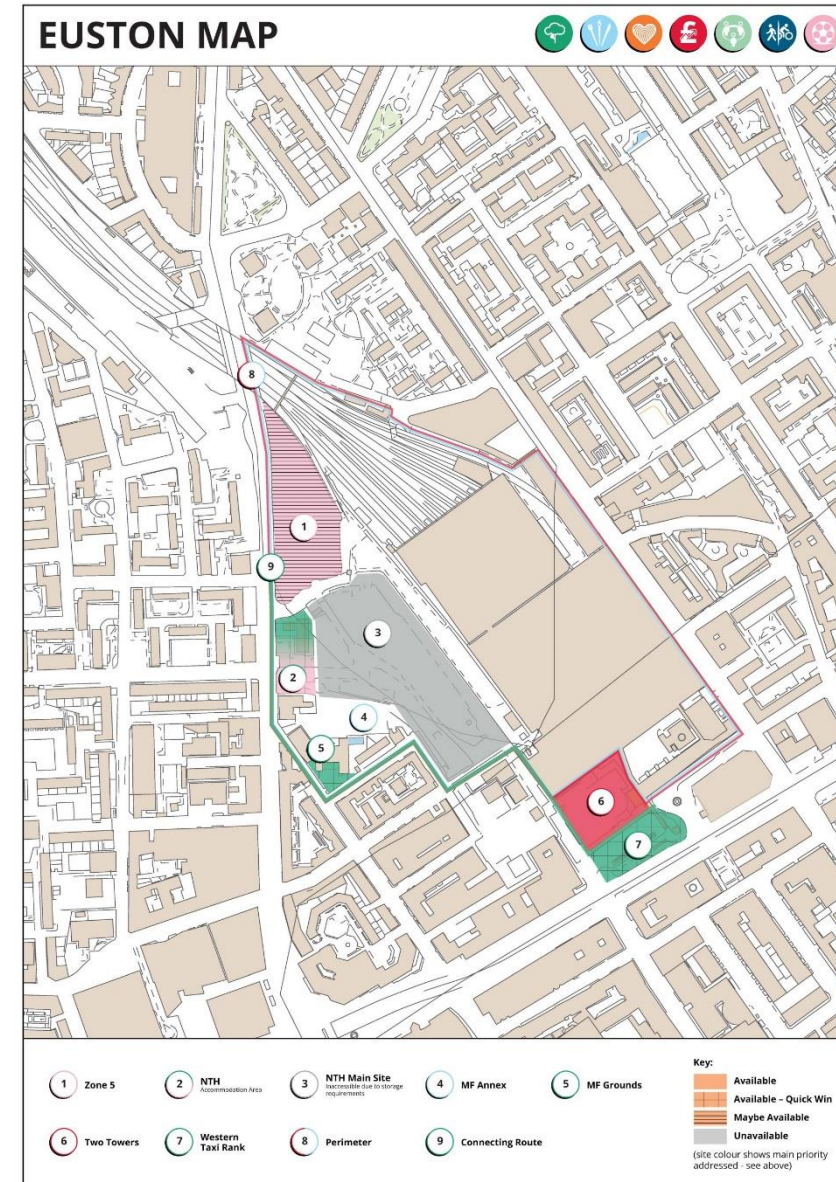 EUSTON MAP
£
8
1
9
3
2
4
5
6
7
1 Zone 5
2 NTH
Accommodation Area
3 NTH Main Site
Inaccessible due to storage
requirements
4 MF Annex
5 MF Grounds
6 Two Towers
7 Western
Taxi Rank
8 Perimeter
9 Connecting Route
Key:
Available
Available – Quick Win
Maybe Available
Unavailable
(site colour shows main priority
addressed - see above)